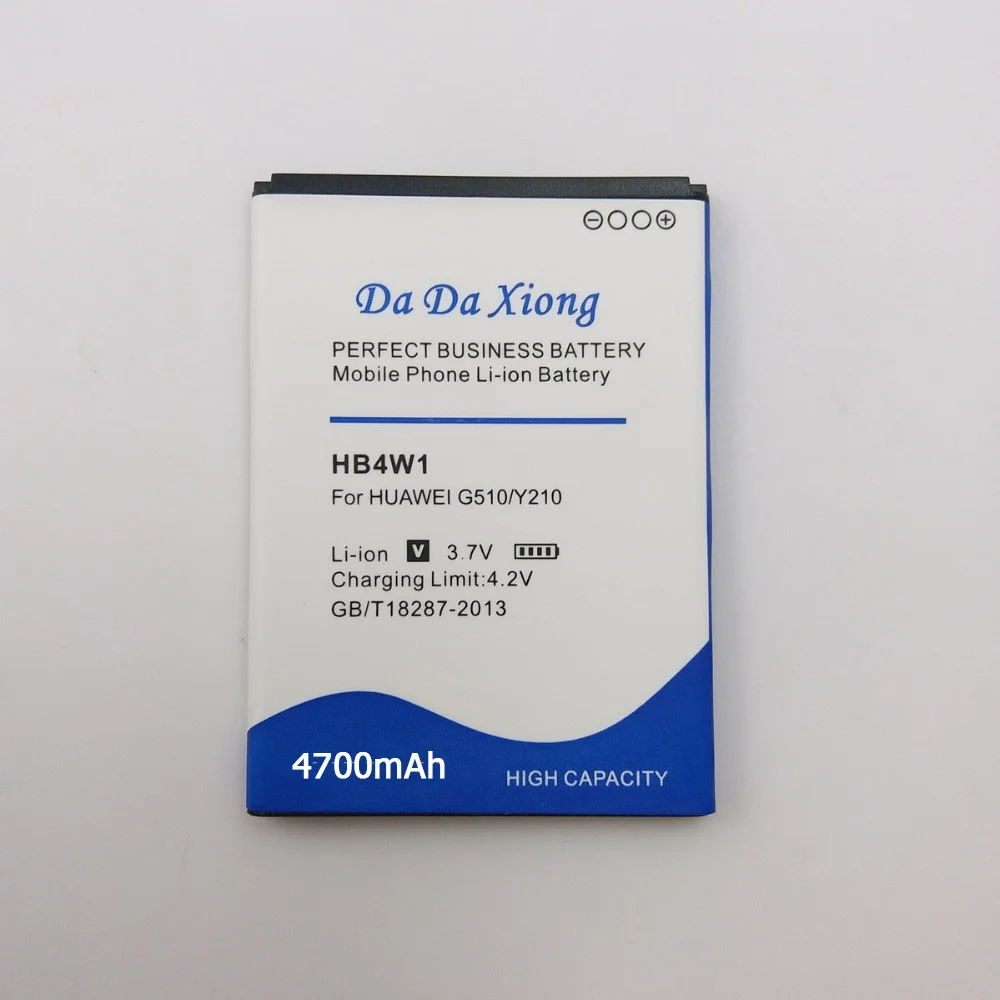 Da Da Xiong
PERFECT BUSINESS BATTERY
Mobile Phone Li-ion Battery
HB4W1
For HUAWEI G510/Y210
Li-ion V 3.7V
Charging Limit:4.2V
GB/T18287-2013
4700mAh
HIGH CAPACITY